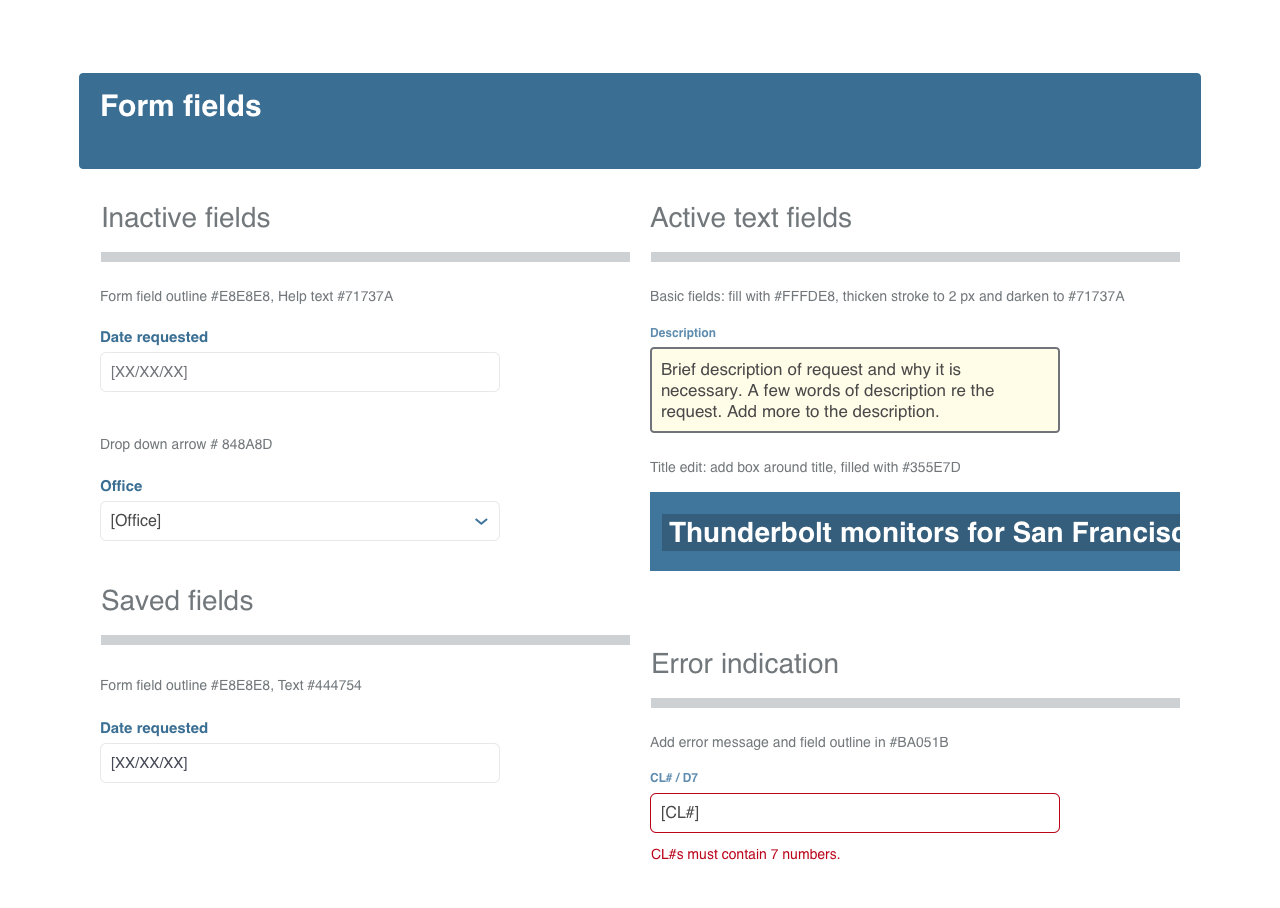 Form fields
Inactive fields
Form field outline #E8E8E8, Help text #71737A
Date requested
[XX/XX/XX]
Drop down arrow # 848A8D
Office
[Office]
Saved fields
Form field outline #E8E8E8, Text #444754
Date requested
[XX/XX/XX]
Active text fields
Basic fields: fill with #FFFDE8, thicken stroke to 2 px and darken to #71737A
Description
Brief description of request and why it is
necessary. A few words of description re the
request. Add more to the description.
Title edit: add box around title, filled with #355E7D
Thunderbolt monitors for San Francisc
Error indication
Add error message and field outline in #BA051B
CL# / D7
[CL#]
CL#s must contain 7 numbers.